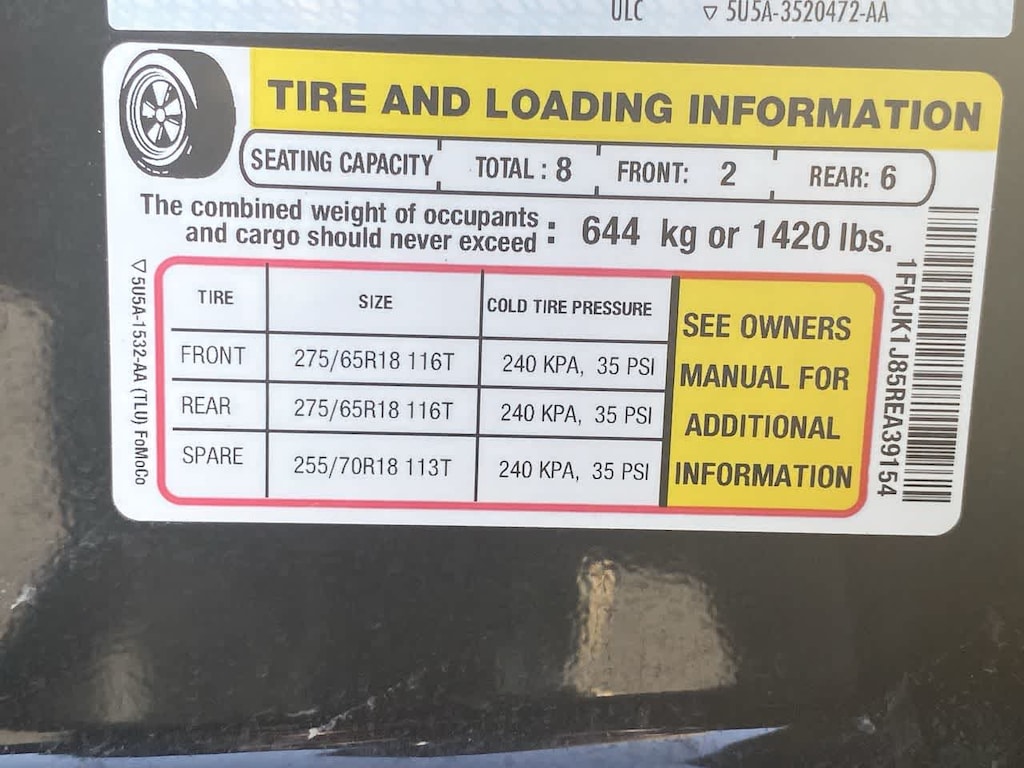 ULC ▽ 5U5A-3520472-AA
TIRE AND LOADING INFORMATION
SEATING CAPACITY TOTAL : 8 FRONT: 2 REAR: 6
The combined weight of occupants
and cargo should never exceed : 644 kg or 1420 lbs.
TIRE SIZE COLD TIRE PRESSURE
FRONT 275/65R18 116T 240 KPA, 35 PSI
REAR 275/65R18 116T 240 KPA, 35 PSI
SPARE 255/70R18 113T 240 KPA, 35 PSI
SEE OWNERS
MANUAL FOR
ADDITIONAL
INFORMATION
▽5U5A-1532-AA (TLU) FoMoCo
1FMJK1J85REA39154